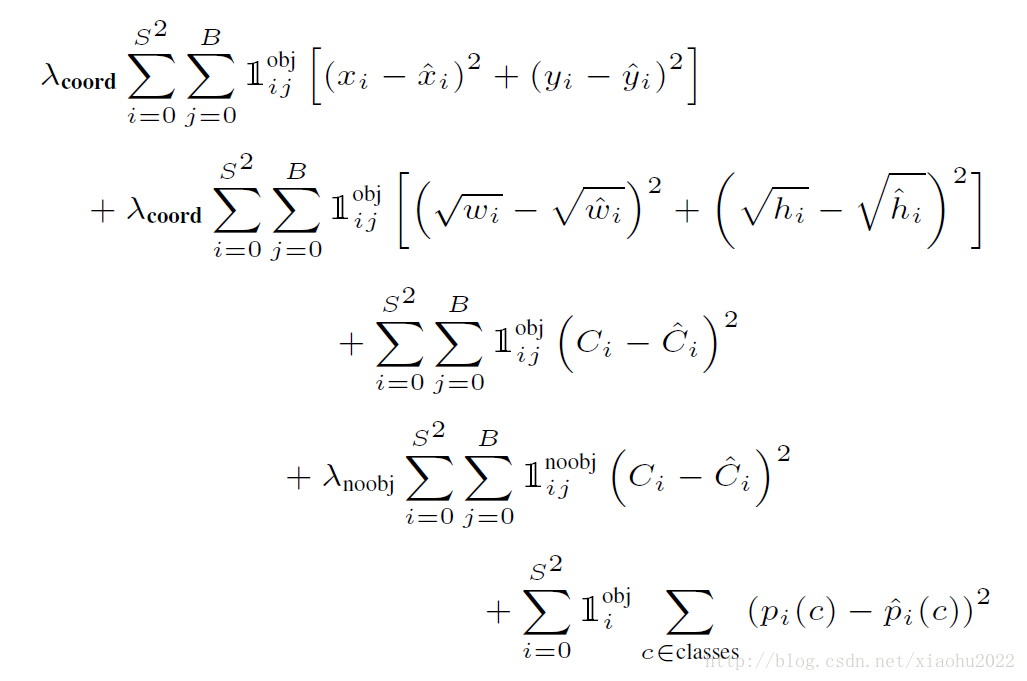 λcoord ∑_{i=0}^{S^2} ∑_{j=0}^{B} 𝟙_{ij}^{obj} [(x_i − x̂_i)^2 + (y_i − ŷ_i)^2]
+ λcoord ∑_{i=0}^{S^2} ∑_{j=0}^{B} 𝟙_{ij}^{obj} [(√w_i − √ŵ_i)^2 + (√h_i − √ĥ_i)^2]
+ ∑_{i=0}^{S^2} ∑_{j=0}^{B} 𝟙_{ij}^{obj} (C_i − Ĉ_i)^2
+ λnoobj ∑_{i=0}^{S^2} ∑_{j=0}^{B} 𝟙_{ij}^{noobj} (C_i − Ĉ_i)^2
+ ∑_{i=0}^{S^2} 𝟙_i^{obj} ∑_{c∈classes} (p_i(c) − p̂_i(c))^2
http://blog.csdn.net/xiaohu2022